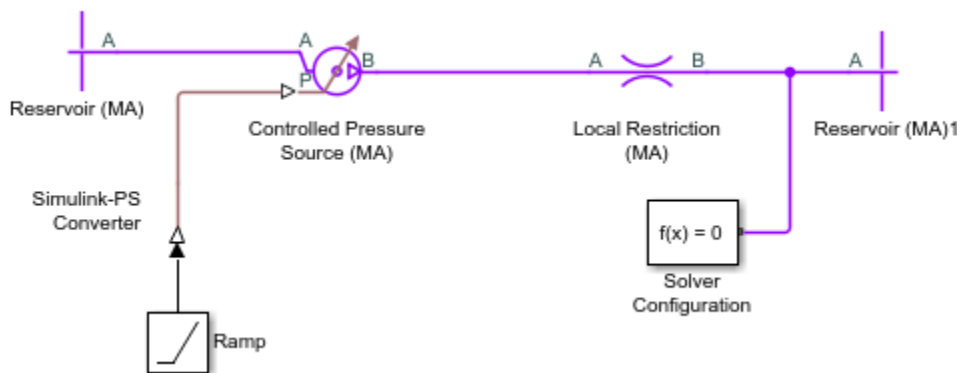 A
A
B
A
B
A
P
Reservoir (MA)
Controlled Pressure
Source (MA)
Local Restriction
(MA)
Reservoir (MA)1
Simulink-PS
Converter
f(x) = 0
Solver
Configuration
Ramp